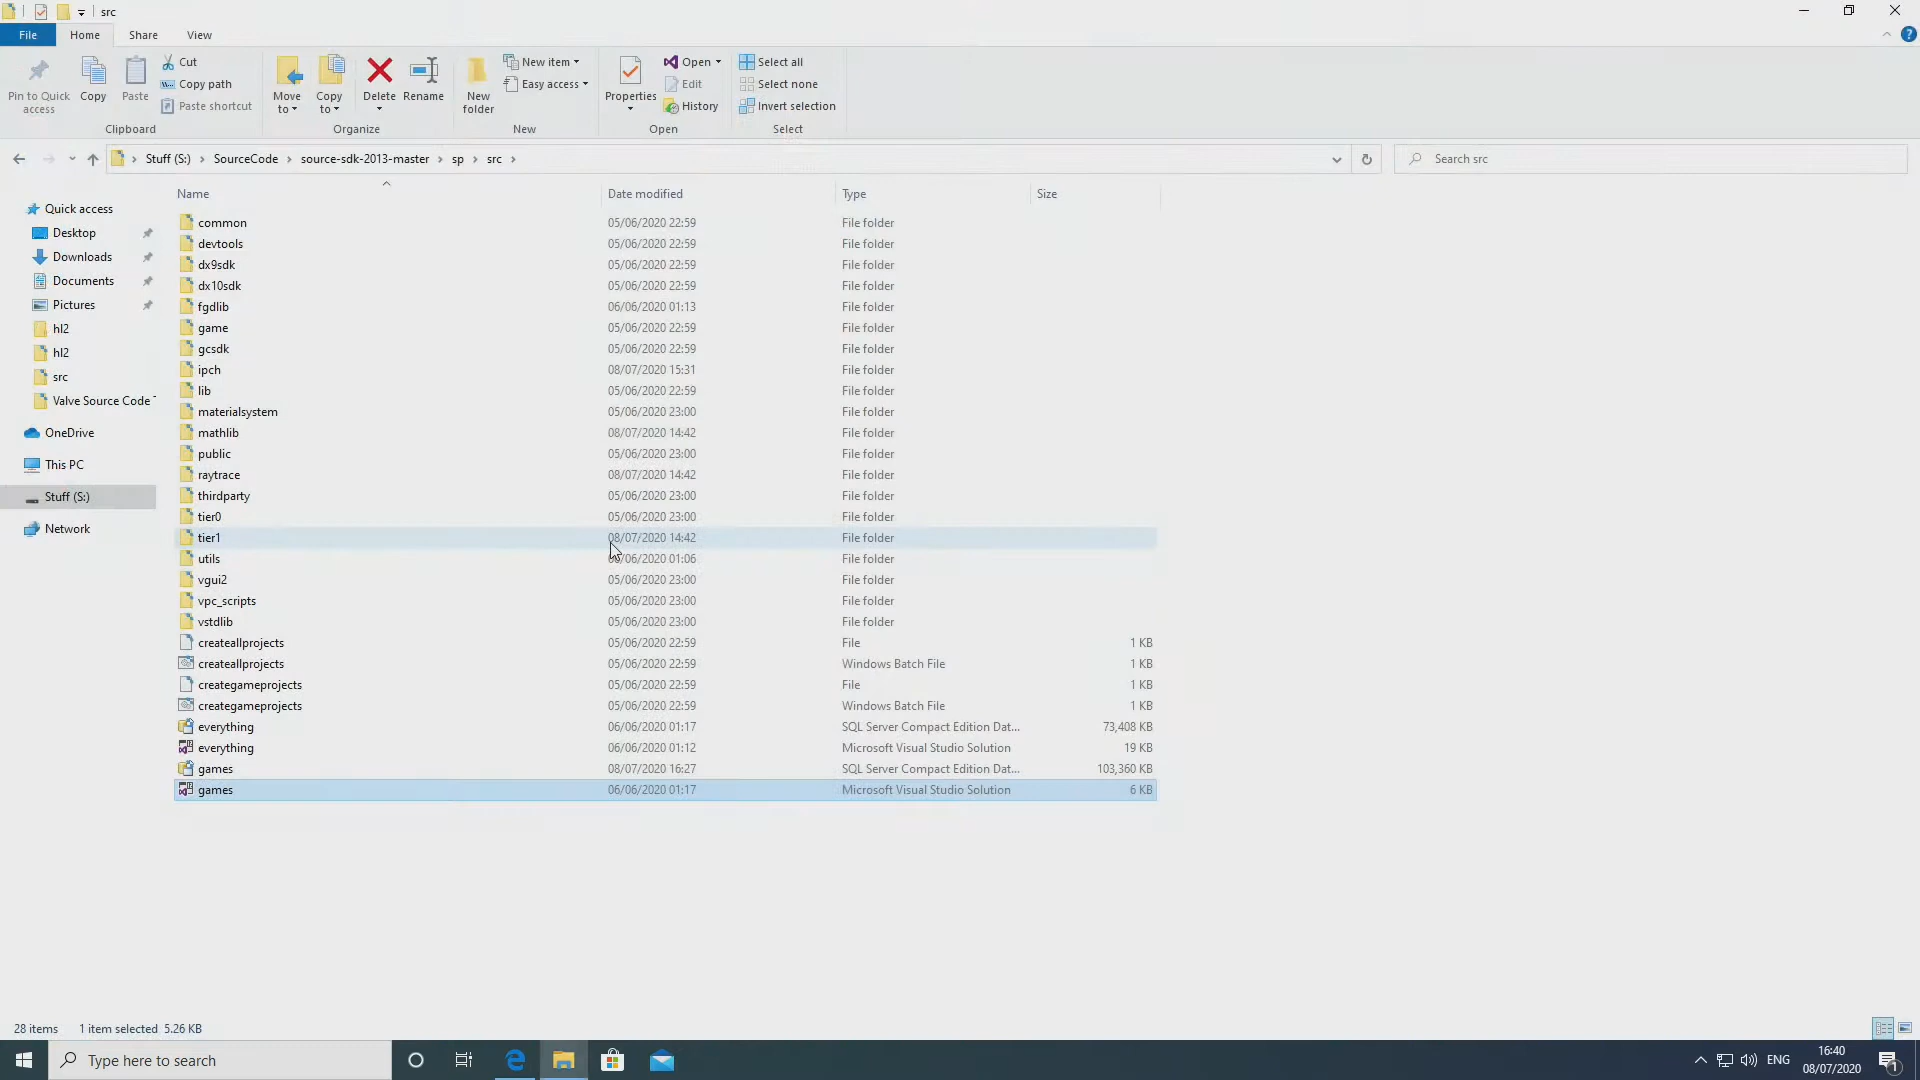 src
File Home Share View
Pin to Quick access
Copy
Paste
Cut
Copy path
Paste shortcut
Clipboard
Move to
Copy to
Delete
Rename
Organize
New folder
New item
Easy access
New
Properties
Open
Edit
History
Open
Select all
Select none
Invert selection
Select
Stuff (S:) › SourceCode › source-sdk-2013-master › sp › src ›
Search src
Quick access
Desktop
Downloads
Documents
Pictures
hl2
hl2
src
Valve Source Code
OneDrive
This PC
Stuff (S:)
Network
Name Date modified Type Size
common 05/06/2020 22:59 File folder
devtools 05/06/2020 22:59 File folder
dx9sdk 05/06/2020 22:59 File folder
dx10sdk 05/06/2020 22:59 File folder
fgdlib 06/06/2020 01:13 File folder
game 05/06/2020 22:59 File folder
gcsdk 05/06/2020 22:59 File folder
ipch 08/07/2020 15:31 File folder
lib 05/06/2020 22:59 File folder
materialsystem 05/06/2020 23:00 File folder
mathlib 08/07/2020 14:42 File folder
public 05/06/2020 23:00 File folder
raytrace 08/07/2020 14:42 File folder
thirdparty 05/06/2020 23:00 File folder
tier0 05/06/2020 23:00 File folder
tier1 08/07/2020 14:42 File folder
utils 01:06 File folder
vgui2 05/06/2020 23:00 File folder
vpc_scripts 05/06/2020 23:00 File folder
vstdlib 05/06/2020 23:00 File folder
createallprojects 05/06/2020 22:59 File 1 KB
createallprojects 05/06/2020 22:59 Windows Batch File 1 KB
creategameprojects 05/06/2020 22:59 File 1 KB
creategameprojects 05/06/2020 22:59 Windows Batch File 1 KB
everything 06/06/2020 01:17 SQL Server Compact Edition Dat... 73,408 KB
everything 06/06/2020 01:12 Microsoft Visual Studio Solution 19 KB
games 08/07/2020 16:27 SQL Server Compact Edition Dat... 103,360 KB
games 06/06/2020 01:17 Microsoft Visual Studio Solution 6 KB
28 items 1 item selected 5.26 KB
Type here to search
ENG
16:40
08/07/2020
1